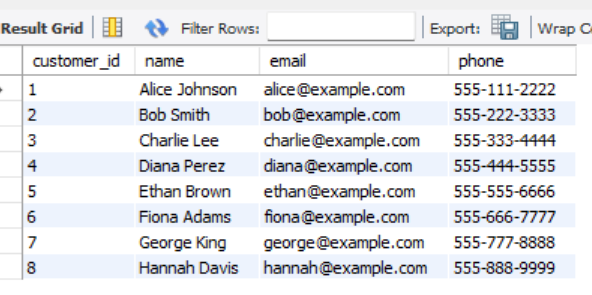 Result Grid Filter Rows: Export: Wrap Ce
customer_id name email phone
1 Alice Johnson alice@example.com 555-111-2222
2 Bob Smith bob@example.com 555-222-3333
3 Charlie Lee charlie@example.com 555-333-4444
4 Diana Perez diana@example.com 555-444-5555
5 Ethan Brown ethan@example.com 555-555-6666
6 Fiona Adams fiona@example.com 555-666-7777
7 George King george@example.com 555-777-8888
8 Hannah Davis hannah@example.com 555-888-9999